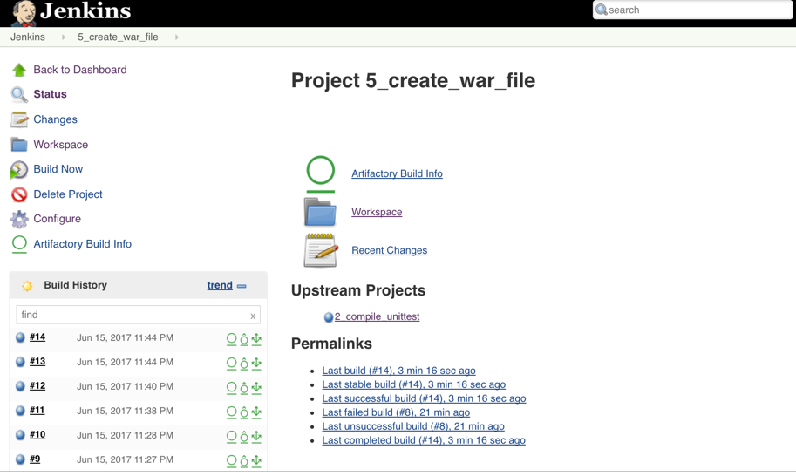 Jenkins
search
Jenkins 5_create_war_file
Back to Dashboard
Status
Changes
Workspace
Build Now
Delete Project
Configure
Artifactory Build Info
Build History trend
find x
#14 Jun 15, 2017 11:44 PM
#13 Jun 15, 2017 11:44 PM
#12 Jun 15, 2017 11:40 PM
#11 Jun 15, 2017 11:38 PM
#10 Jun 15, 2017 11:28 PM
#9 Jun 15, 2017 11:27 PM
Project 5_create_war_file
Artifactory Build Info
Workspace
Recent Changes
Upstream Projects
2_compile_unittest
Permalinks
Last build (#14), 3 min 16 sec ago
Last stable build (#14), 3 min 16 sec ago
Last successful build (#14), 3 min 16 sec ago
Last failed build (#8), 21 min ago
Last unsuccessful build (#8), 21 min ago
Last completed build (#14), 3 min 16 sec ago